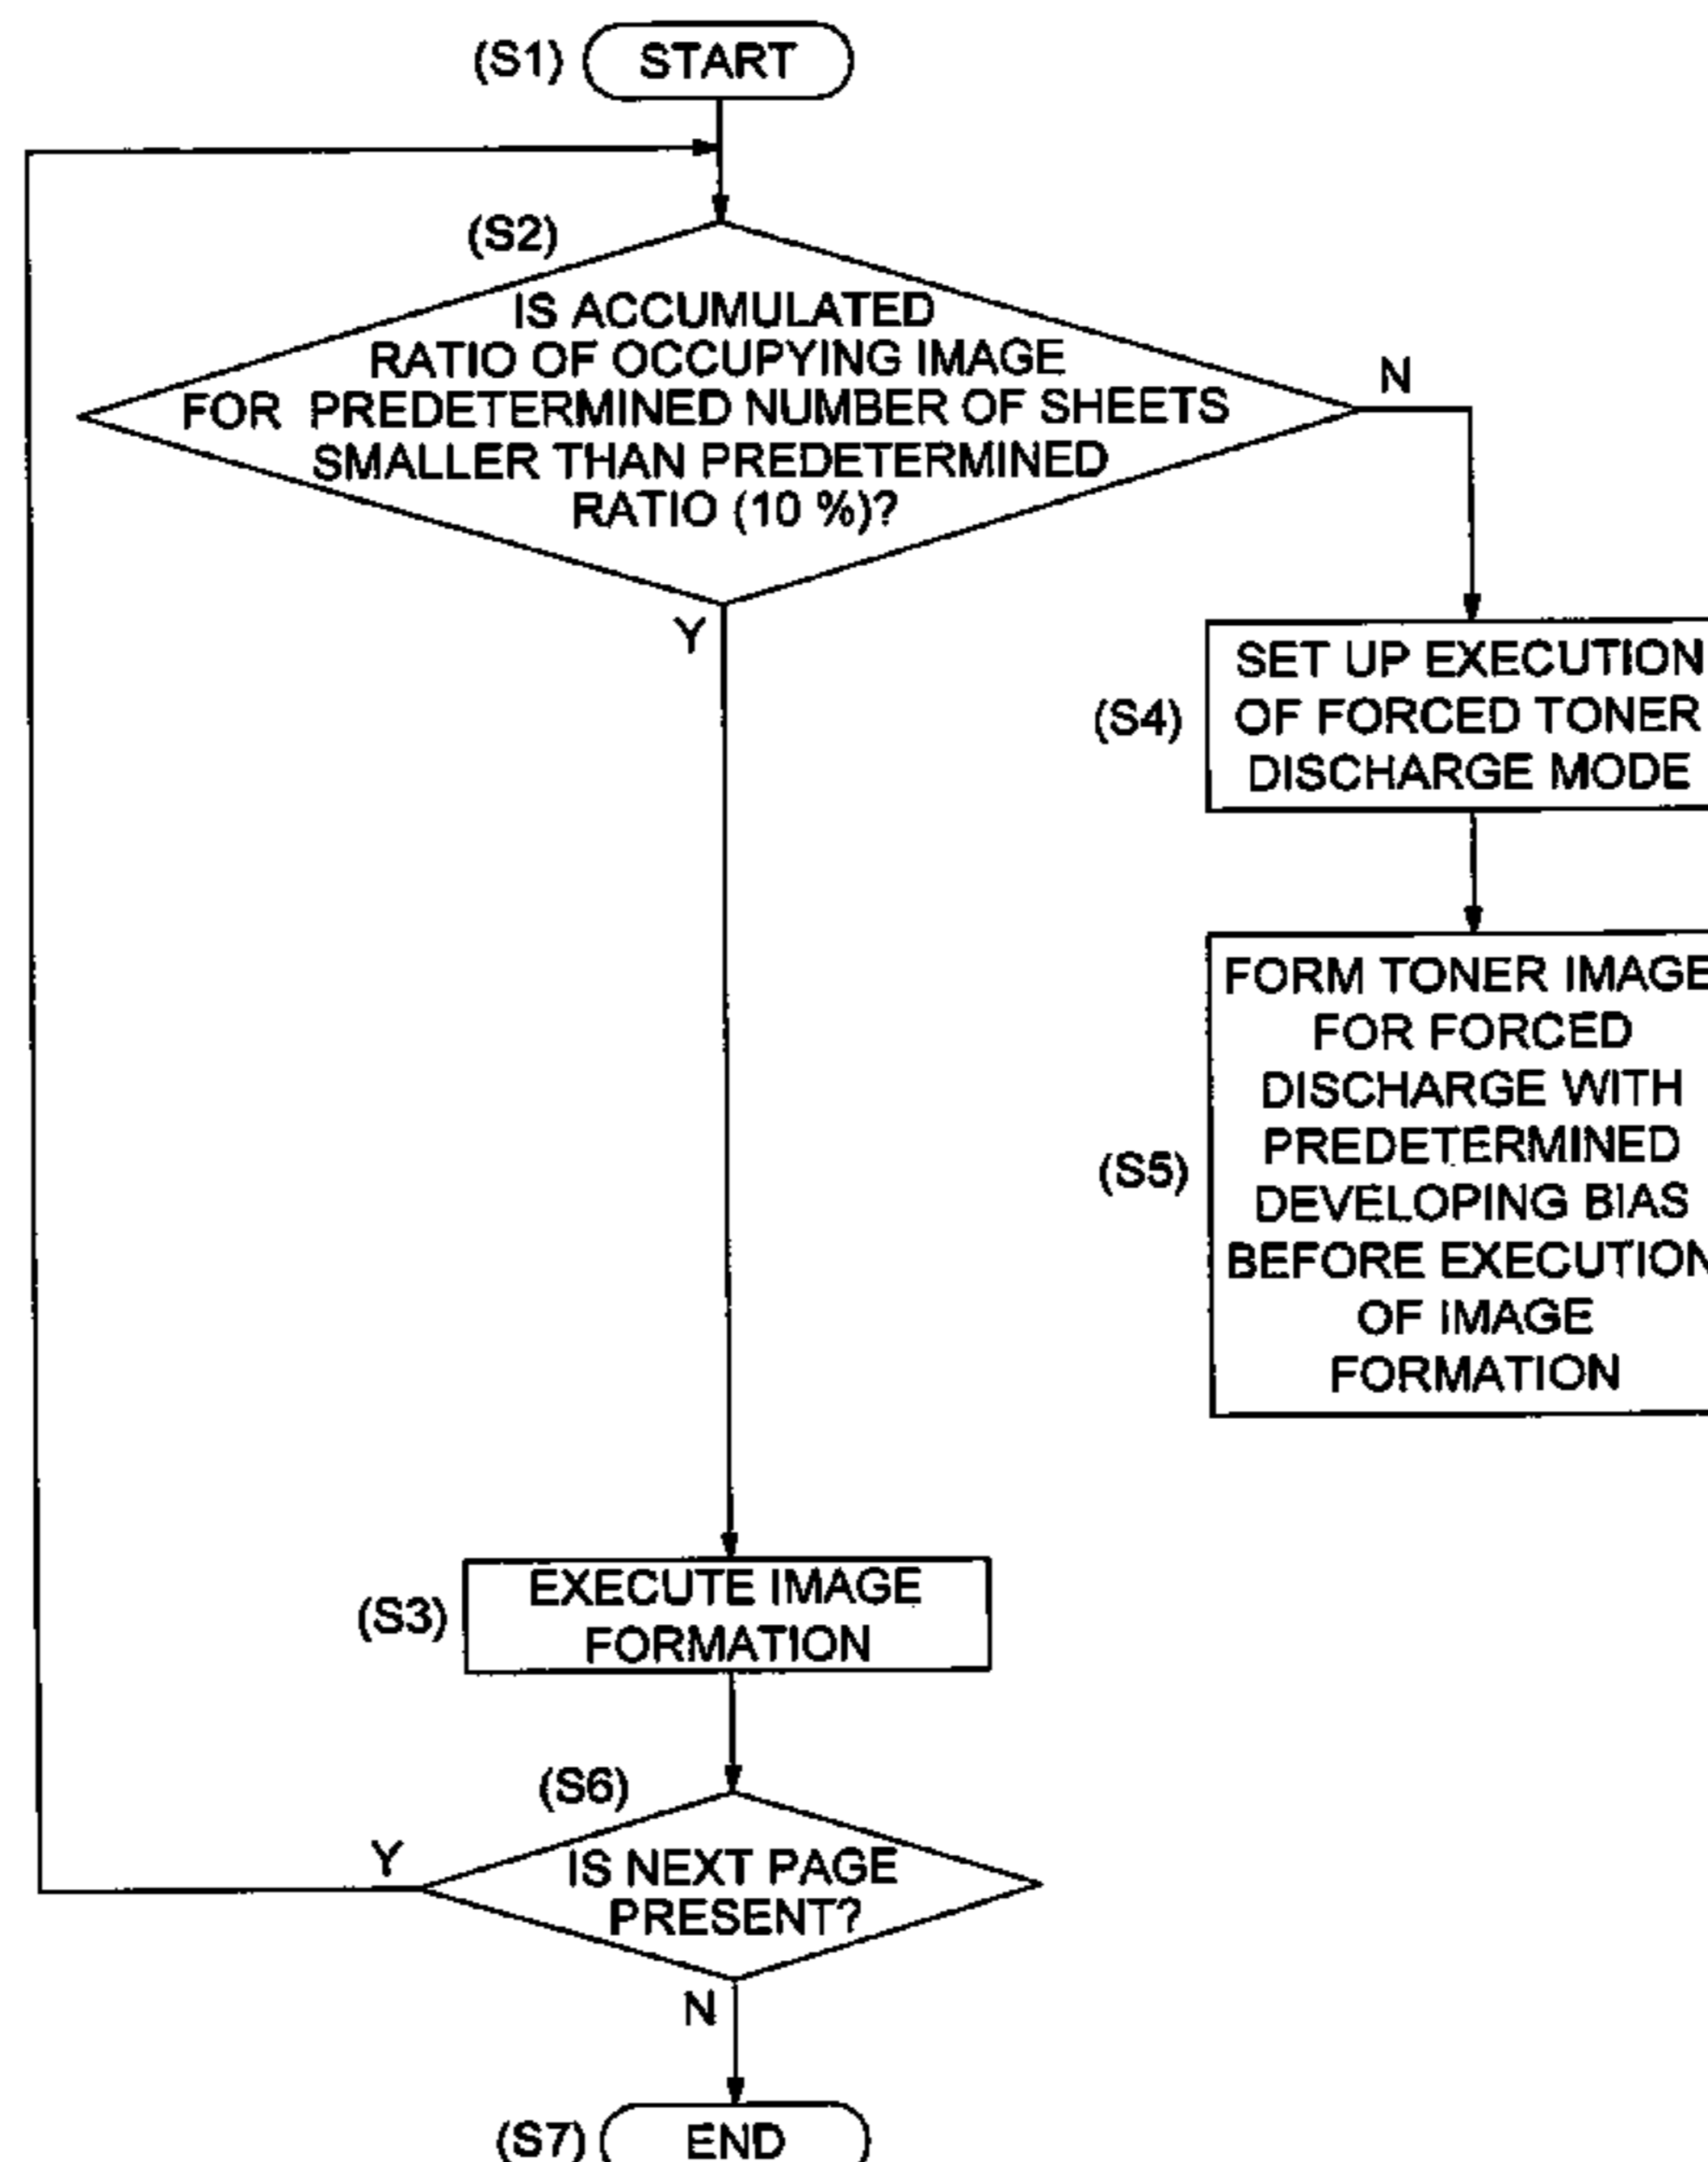 (S1) START
(S2)
IS ACCUMULATED
RATIO OF OCCUPYING IMAGE
FOR PREDETERMINED NUMBER OF SHEETS
SMALLER THAN PREDETERMINED
RATIO (10 %)?
N
Y
(S4)
SET UP EXECUTION
OF FORCED TONER
DISCHARGE MODE
(S5)
FORM TONER IMAGE
FOR FORCED
DISCHARGE WITH
PREDETERMINED
DEVELOPING BIAS
BEFORE EXECUTION
OF IMAGE
FORMATION
(S3)
EXECUTE IMAGE
FORMATION
(S6)
Y
IS NEXT PAGE
PRESENT?
N
(S7) END